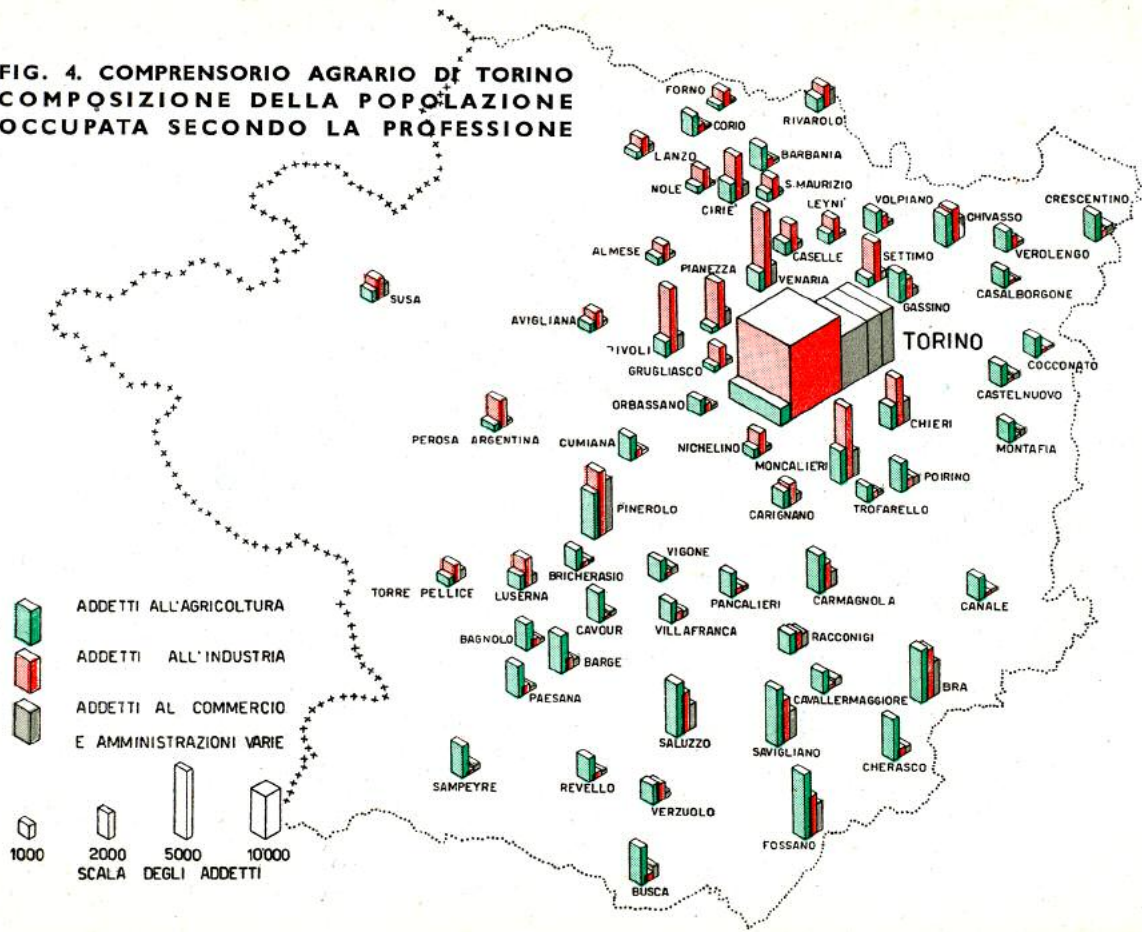 FIG. 4. COMPRENSORIO AGRARIO DI TORINO
COMPOSIZIONE DELLA POPOLAZIONE
OCCUPATA SECONDO LA PROFESSIONE
FORNO
RIVAROLO
CORIO
LANZO
BARBANIA
NOLE
CIRIE'
S.MAURIZIO
LEYNI'
VOLPIANO
CHIVASSO
CRESCENTINO
VEROLENGO
ALMESE
PIANEZZA
CASELLE
VENARIA
SETTIMO
GASSINO
CASALBORGONE
SUSA
AVIGLIANA
RIVOLI
GRUGLIASCO
TORINO
COCCONATO
CASTELNUOVO
ORBASSANO
CHIERI
MONTAFIA
PEROSA ARGENTINA
CUMIANA
NICHELINO
MONCALIERI
POIRINO
PINEROLO
CARIGNANO
TROFARELLO
TORRE PELLICE
LUSERNA
BRICHERASIO
VIGONE
PANCALIERI
CARMAGNOLA
CANALE
CAVOUR
VILLAFRANCA
BAGNOLO
BARGE
RACCONIGI
PAESANA
CAVALLERMAGGIORE
BRA
SALUZZO
SAVIGLIANO
CHERASCO
SAMPEYRE
REVELLO
VERZUOLO
FOSSANO
BUSCA
ADDETTI ALL'AGRICOLTURA
ADDETTI ALL'INDUSTRIA
ADDETTI AL COMMERCIO
E AMMINISTRAZIONI VARIE
1000 2000 5000 10000
SCALA DEGLI ADDETTI